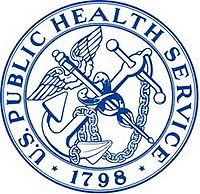 U.S. PUBLIC HEALTH SERVICE
★ 1798 ★